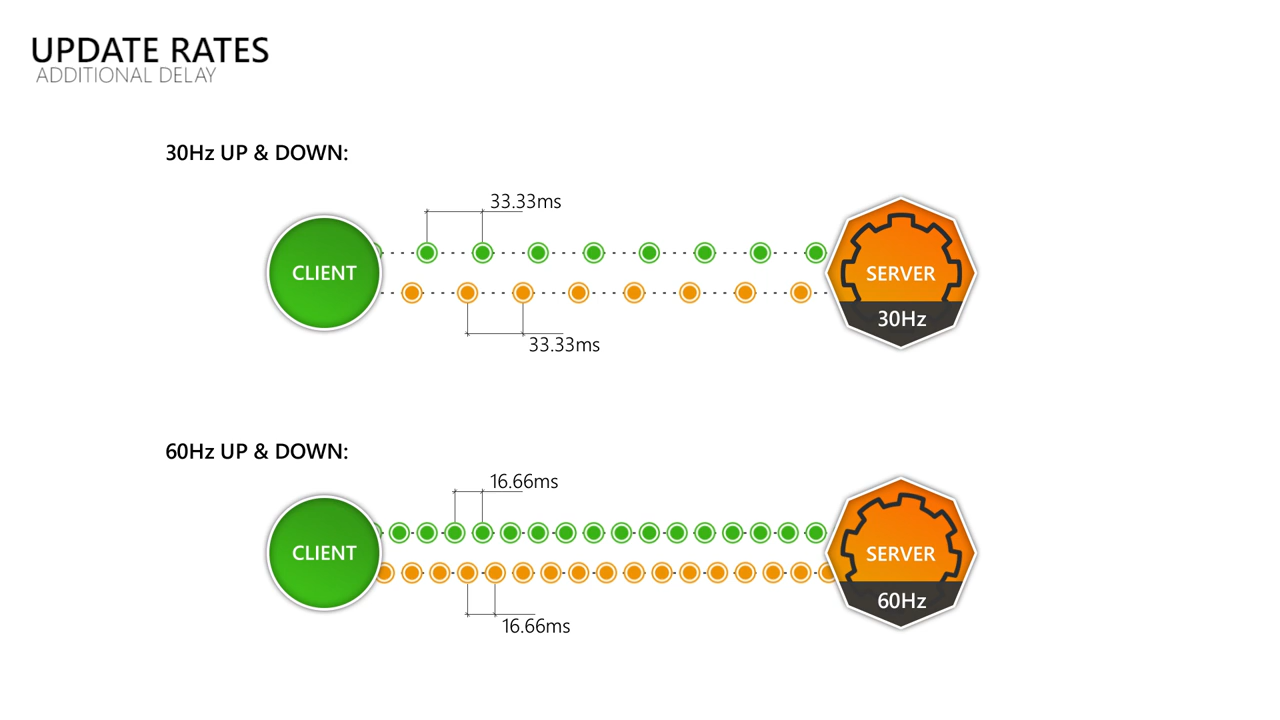 UPDATE RATES
ADDITIONAL DELAY
30Hz UP & DOWN:
33.33ms
CLIENT
SERVER
30Hz
33.33ms
60Hz UP & DOWN:
16.66ms
CLIENT
SERVER
60Hz
16.66ms